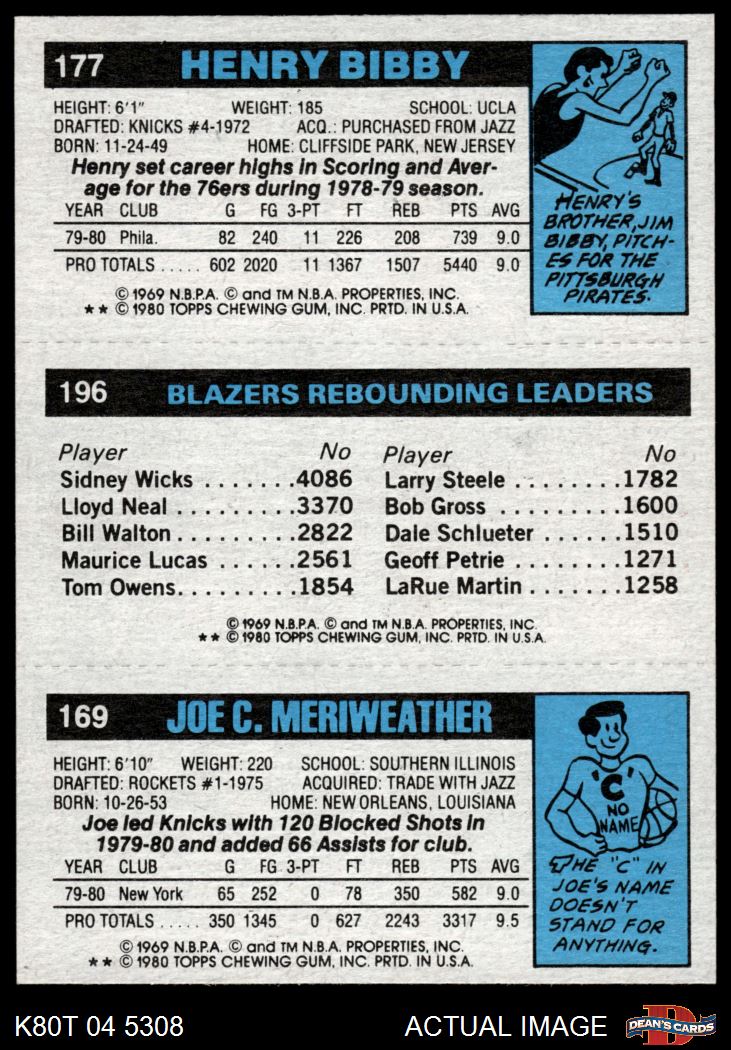 177 HENRY BIBBY
HEIGHT: 6'1" WEIGHT: 185 SCHOOL: UCLA
DRAFTED: KNICKS #4-1972 ACQ.: PURCHASED FROM JAZZ
BORN: 11-24-49 HOME: CLIFFSIDE PARK, NEW JERSEY
Henry set career highs in Scoring and Aver-
age for the 76ers during 1978-79 season.
YEAR CLUB G FG 3-PT FT REB PTS AVG
79-80 Phila. 82 240 11 226 208 739 9.0
PRO TOTALS ..... 602 2020 11 1367 1507 5440 9.0
© 1969 N.B.P.A. © and TM N.B.A. PROPERTIES, INC.
** © 1980 TOPPS CHEWING GUM, INC. PRTD. IN U.S.A.
HENRY'S
BROTHER, JIM
BIBBY, PITCH-
ES FOR THE
PITTSBURGH
PIRATES.
196 BLAZERS REBOUNDING LEADERS
Player No Player No
Sidney Wicks .......4086 Larry Steele ........1782
Lloyd Neal .........3370 Bob Gross ........1600
Bill Walton .........2822 Dale Schlueter ......1510
Maurice Lucas ......2561 Geoff Petrie ........1271
Tom Owens.........1854 LaRue Martin .......1258
© 1969 N.B.P.A. © and TM N.B.A. PROPERTIES, INC.
** © 1980 TOPPS CHEWING GUM, INC. PRTD. IN U.S.A.
169 JOE C. MERIWEATHER
HEIGHT: 6'10" WEIGHT: 220 SCHOOL: SOUTHERN ILLINOIS
DRAFTED: ROCKETS #1-1975 ACQUIRED: TRADE WITH JAZZ
BORN: 10-26-53 HOME: NEW ORLEANS, LOUISIANA
Joe led Knicks with 120 Blocked Shots in
1979-80 and added 66 Assists for club.
YEAR CLUB G FG 3-PT FT REB PTS AVG
79-80 New York 65 252 0 78 350 582 9.0
PRO TOTALS ..... 350 1345 0 627 2243 3317 9.5
© 1969 N.B.P.A. © and TM N.B.A. PROPERTIES, INC.
** © 1980 TOPPS CHEWING GUM, INC. PRTD. IN U.S.A.
"C"
NO
NAME
THE "C" IN
JOE'S NAME
DOESN'T
STAND FOR
ANYTHING.
K80T 04 5308 ACTUAL IMAGE D DEAN'S CARDS